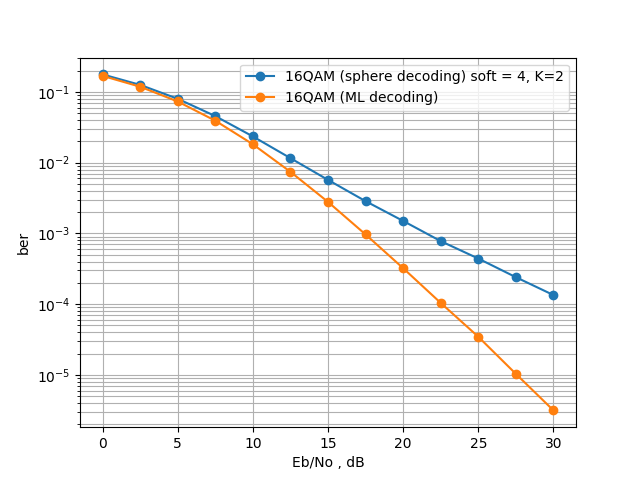 16QAM (sphere decoding) soft = 4, K=2
16QAM (ML decoding)
10⁻¹
10⁻²
10⁻³
10⁻⁴
10⁻⁵
ber
0 5 10 15 20 25 30
Eb/No , dB